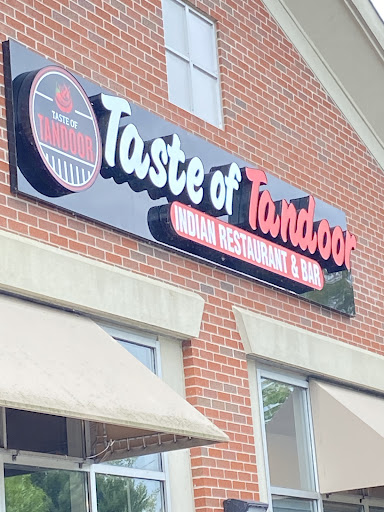 TASTE OF
TANDOOR
Taste of Tandoor
INDIAN RESTAURANT & BAR